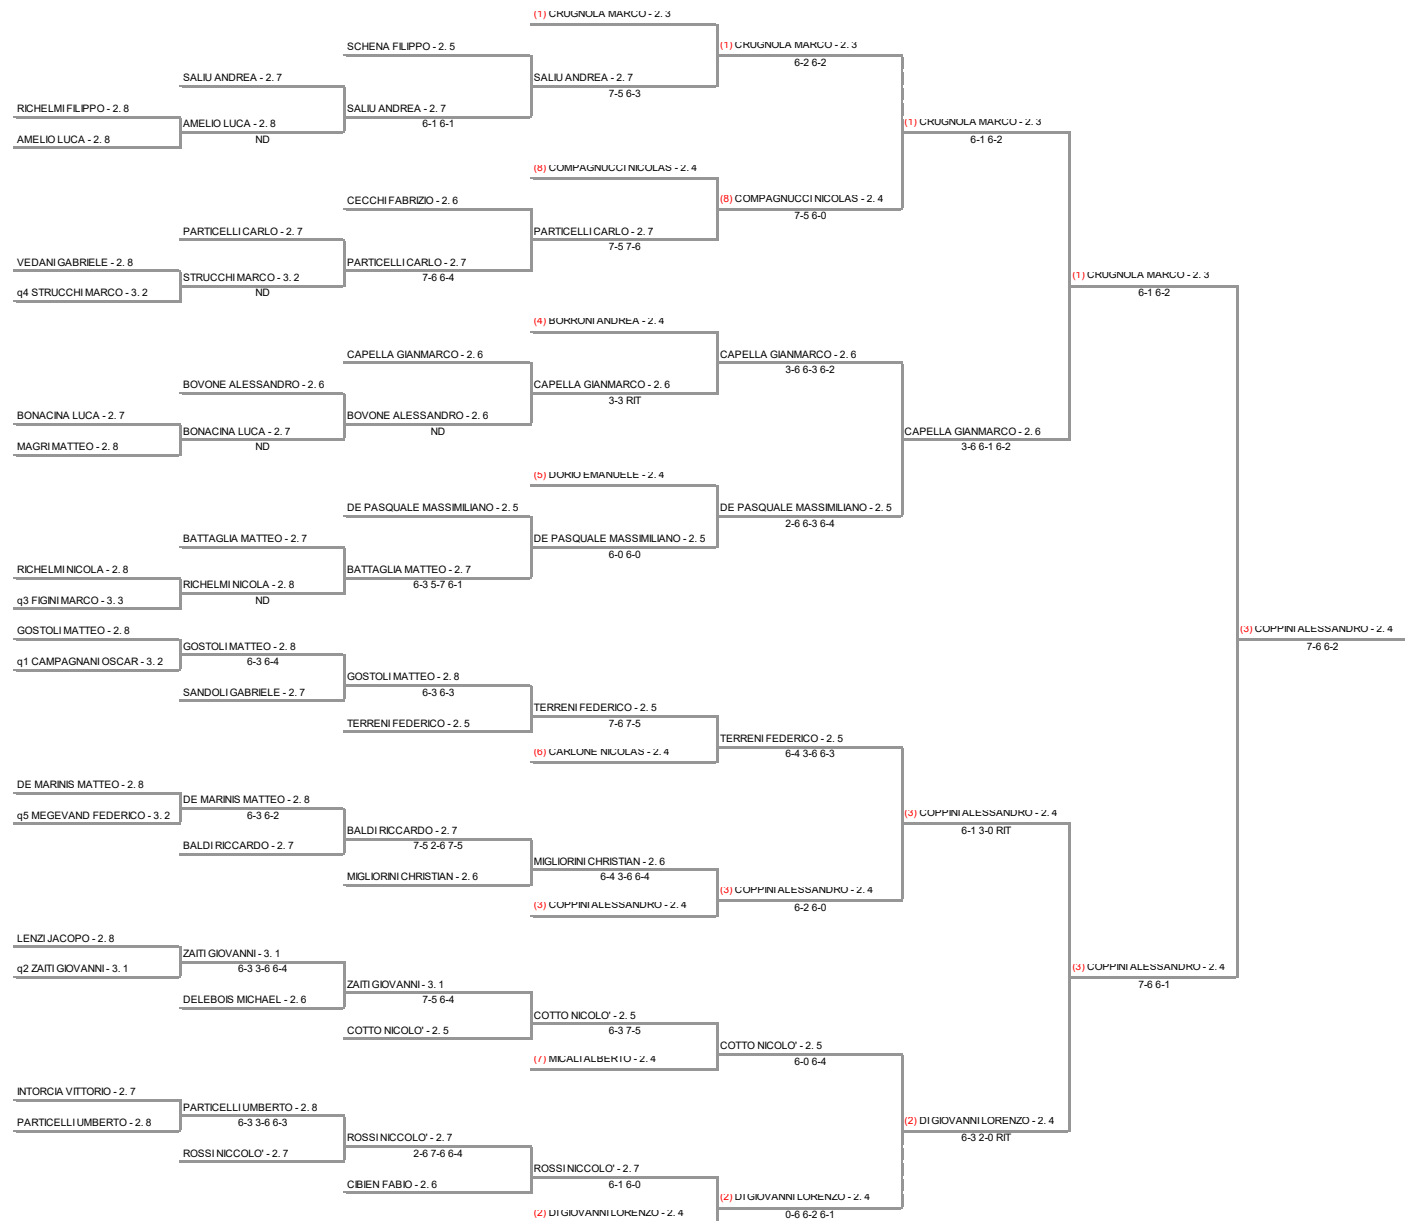 (1) CRUGNOLA MARCO - 2. 3
SCHENA FILIPPO - 2. 5
(1) CRUGNOLA MARCO - 2. 3
6-2 6-2
SALIU ANDREA - 2. 7
SALIU ANDREA - 2. 7
7-5 6-3
RICHELMI FILIPPO - 2. 8
SALIU ANDREA - 2. 7
6-1 6-1
AMELIO LUCA - 2. 8
ND
(1) CRUGNOLA MARCO - 2. 3
6-1 6-2
AMELIO LUCA - 2. 8
(8) COMPAGNUCCI NICOLAS - 2. 4
CECCHI FABRIZIO - 2. 6
(8) COMPAGNUCCI NICOLAS - 2. 4
7-5 6-0
PARTICELLI CARLO - 2. 7
PARTICELLI CARLO - 2. 7
7-5 7-6
VEDANI GABRIELE - 2. 8
PARTICELLI CARLO - 2. 7
7-6 6-4
STRUCCHI MARCO - 3. 2
ND
(1) CRUGNOLA MARCO - 2. 3
6-1 6-2
q4 STRUCCHI MARCO - 3. 2
(4) BORRONI ANDREA - 2. 4
CAPELLA GIANMARCO - 2. 6
CAPELLA GIANMARCO - 2. 6
3-6 6-3 6-2
BOVONE ALESSANDRO - 2. 6
CAPELLA GIANMARCO - 2. 6
3-3 RIT
BONACINA LUCA - 2. 7
BOVONE ALESSANDRO - 2. 6
ND
BONACINA LUCA - 2. 7
ND
CAPELLA GIANMARCO - 2. 6
3-6 6-1 6-2
MAGRI MATTEO - 2. 8
(5) DORIO EMANUELE - 2. 4
DE PASQUALE MASSIMILIANO - 2. 5
DE PASQUALE MASSIMILIANO - 2. 5
2-6 6-3 6-4
BATTAGLIA MATTEO - 2. 7
DE PASQUALE MASSIMILIANO - 2. 5
6-0 6-0
RICHELMI NICOLA - 2. 8
BATTAGLIA MATTEO - 2. 7
6-3 5-7 6-1
RICHELMI NICOLA - 2. 8
ND
q3 FIGINI MARCO - 3. 3
GOSTOLI MATTEO - 2. 8
(3) COPPINI ALESSANDRO - 2. 4
7-6 6-2
GOSTOLI MATTEO - 2. 8
6-3 6-4
q1 CAMPAGNANI OSCAR - 3. 2
GOSTOLI MATTEO - 2. 8
6-3 6-3
SANDOLI GABRIELE - 2. 7
TERRENI FEDERICO - 2. 5
7-6 7-5
TERRENI FEDERICO - 2. 5
TERRENI FEDERICO - 2. 5
6-4 3-6 6-3
(6) CARLONE NICOLAS - 2. 4
DE MARINIS MATTEO - 2. 8
DE MARINIS MATTEO - 2. 8
6-3 6-2
q5 MEGEVAND FEDERICO - 3. 2
(3) COPPINI ALESSANDRO - 2. 4
6-1 3-0 RIT
BALDI RICCARDO - 2. 7
7-5 2-6 7-5
BALDI RICCARDO - 2. 7
MIGLIORINI CHRISTIAN - 2. 6
6-4 3-6 6-4
MIGLIORINI CHRISTIAN - 2. 6
(3) COPPINI ALESSANDRO - 2. 4
6-2 6-0
(3) COPPINI ALESSANDRO - 2. 4
LENZI JACOPO - 2. 8
ZAITI GIOVANNI - 3. 1
6-3 3-6 6-4
q2 ZAITI GIOVANNI - 3. 1
(3) COPPINI ALESSANDRO - 2. 4
7-6 6-1
ZAITI GIOVANNI - 3. 1
7-5 6-4
DELEBOIS MICHAEL - 2. 6
COTTO NICOLO' - 2. 5
6-3 7-5
COTTO NICOLO' - 2. 5
COTTO NICOLO' - 2. 5
6-0 6-4
(7) MICALI ALBERTO - 2. 4
INTORCIA VITTORIO - 2. 7
PARTICELLI UMBERTO - 2. 8
6-3 3-6 6-3
PARTICELLI UMBERTO - 2. 8
(2) DI GIOVANNI LORENZO - 2. 4
6-3 2-0 RIT
ROSSI NICCOLO' - 2. 7
2-6 7-6 6-4
ROSSI NICCOLO' - 2. 7
ROSSI NICCOLO' - 2. 7
6-1 6-0
CIBIEN FABIO - 2. 6
(2) DI GIOVANNI LORENZO - 2. 4
0-6 6-2 6-1
(2) DI GIOVANNI LORENZO - 2. 4